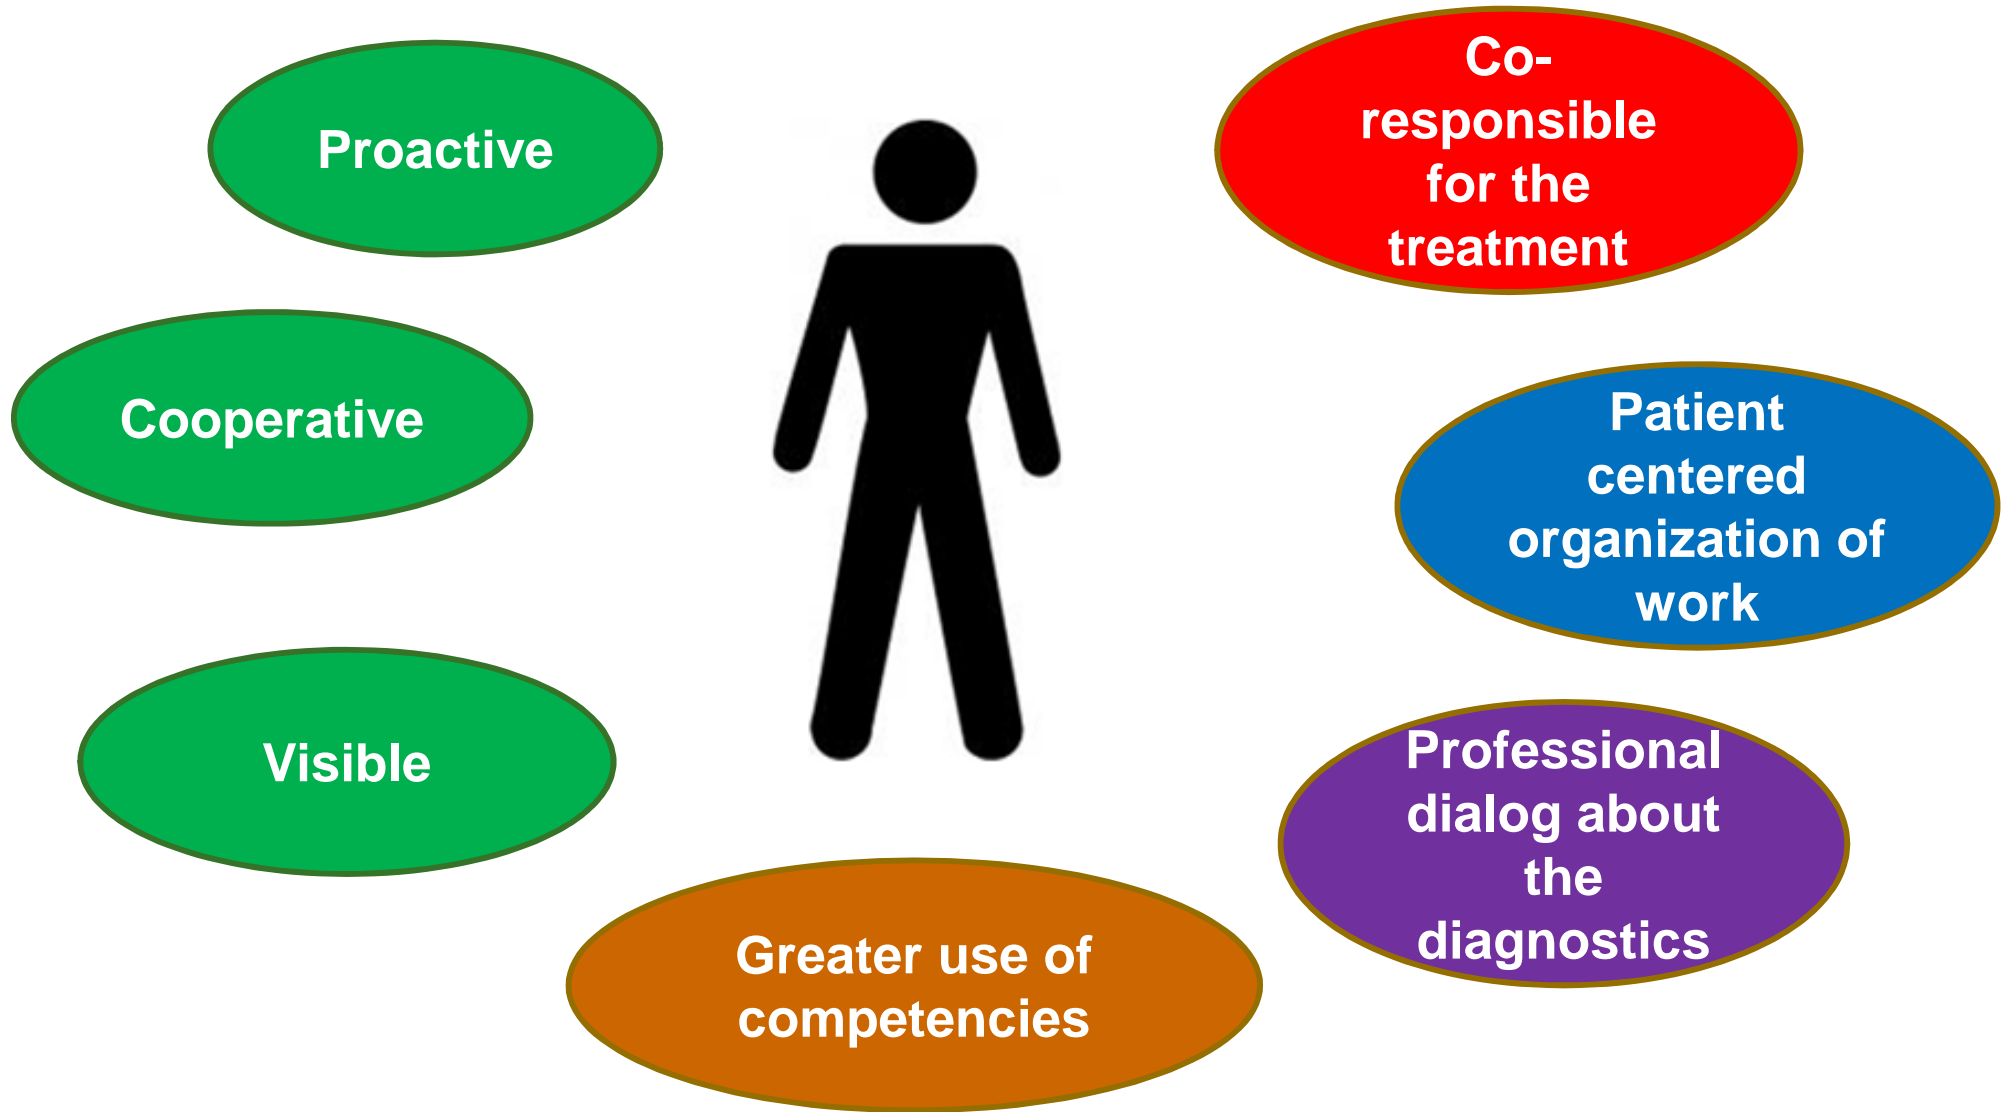 Proactive
Cooperative
Visible
Greater use of
competencies
Co-
responsible
for the
treatment
Patient
centered
organization of
work
Professional
dialog about
the
diagnostics